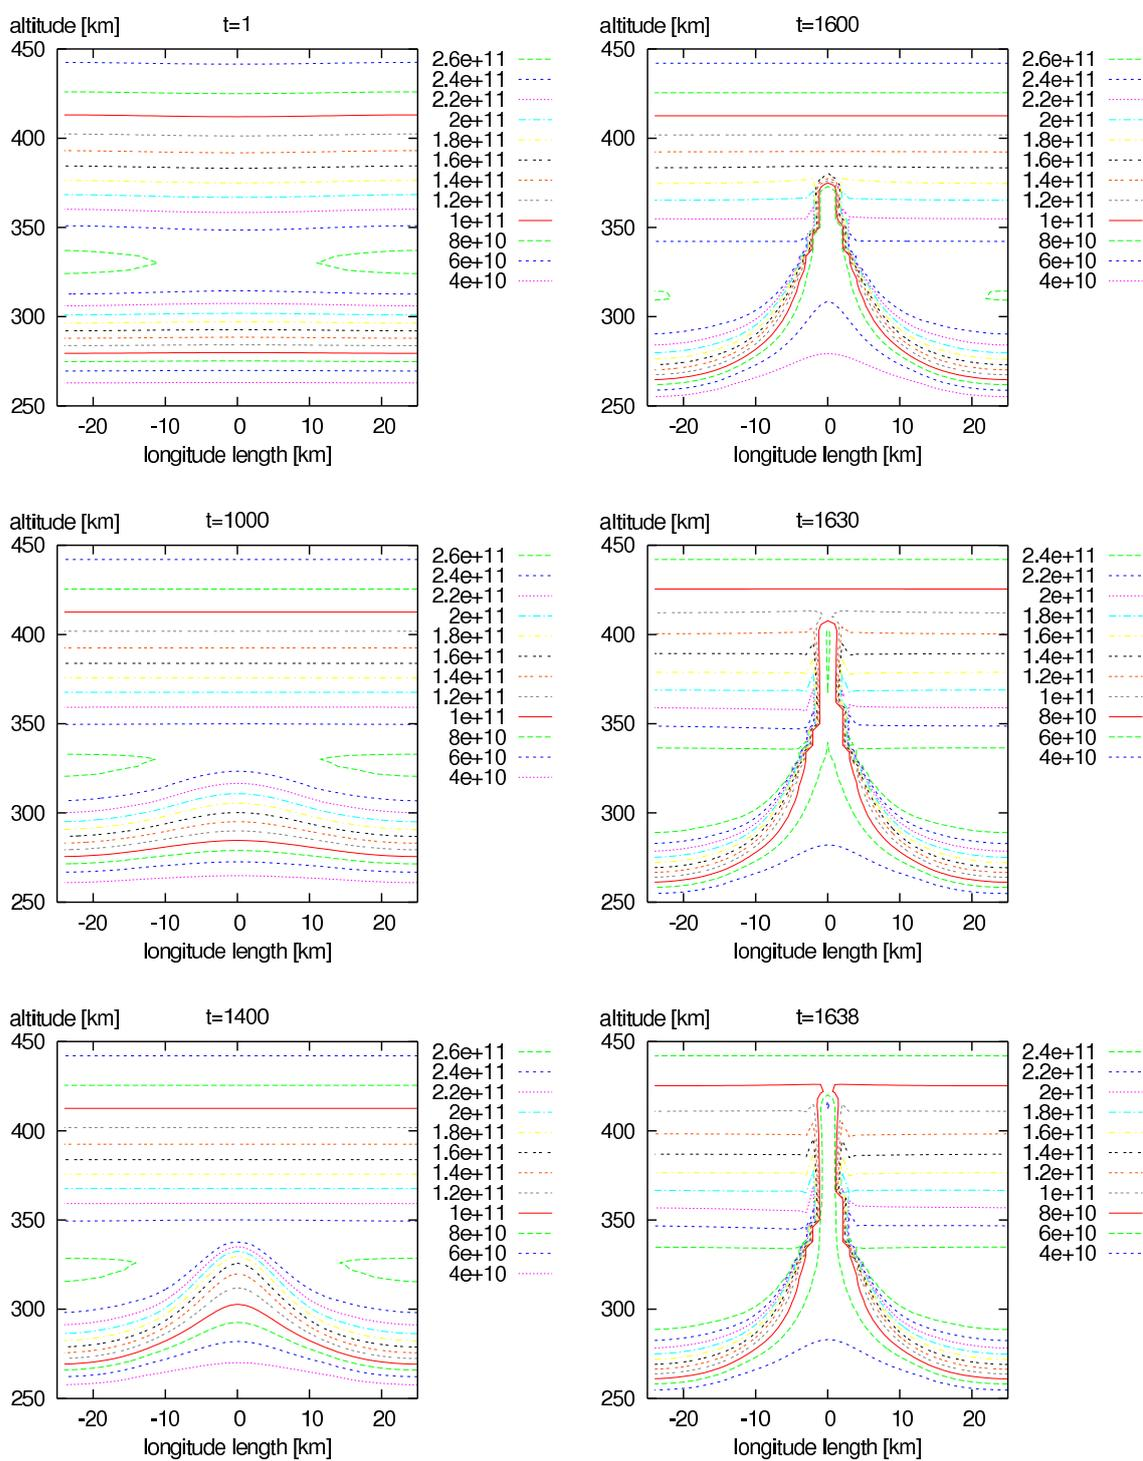 altitude [km] t=1
450
400
350
300
250
-20 -10 0 10 20
longitude length [km]
2.6e+11
2.4e+11
2.2e+11
2e+11
1.8e+11
1.6e+11
1.4e+11
1.2e+11
1e+11
8e+10
6e+10
4e+10
altitude [km] t=1600
450
400
350
300
250
-20 -10 0 10 20
longitude length [km]
2.6e+11
2.4e+11
2.2e+11
2e+11
1.8e+11
1.6e+11
1.4e+11
1.2e+11
1e+11
8e+10
6e+10
4e+10
altitude [km] t=1000
450
400
350
300
250
-20 -10 0 10 20
longitude length [km]
2.6e+11
2.4e+11
2.2e+11
2e+11
1.8e+11
1.6e+11
1.4e+11
1.2e+11
1e+11
8e+10
6e+10
4e+10
altitude [km] t=1630
450
400
350
300
250
-20 -10 0 10 20
longitude length [km]
2.4e+11
2.2e+11
2e+11
1.8e+11
1.6e+11
1.4e+11
1.2e+11
1e+11
8e+10
6e+10
4e+10
altitude [km] t=1400
450
400
350
300
250
-20 -10 0 10 20
longitude length [km]
2.6e+11
2.4e+11
2.2e+11
2e+11
1.8e+11
1.6e+11
1.4e+11
1.2e+11
1e+11
8e+10
6e+10
4e+10
altitude [km] t=1638
450
400
350
300
250
-20 -10 0 10 20
longitude length [km]
2.4e+11
2.2e+11
2e+11
1.8e+11
1.6e+11
1.4e+11
1.2e+11
1e+11
8e+10
6e+10
4e+10